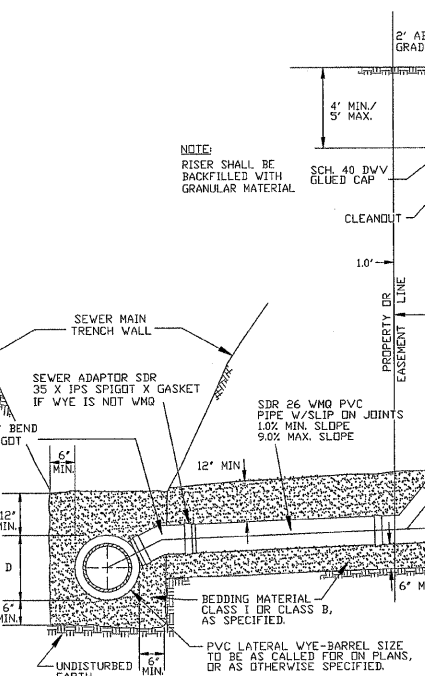 2' AB
GRAD
4' MIN./
5' MAX.
NOTE:
RISER SHALL BE
BACKFILLED WITH
GRANULAR MATERIAL
SCH. 40 DWV
GLUED CAP
CLEANOUT
1.0'
PROPERTY OR
EASEMENT LINE
SEWER MAIN
TRENCH WALL
SEWER ADAPTOR SDR
35 X IPS SPIGOT X GASKET
IF WYE IS NOT WMQ
SDR 26 WMQ PVC
PIPE W/SLIP ON JOINTS
1.0% MIN. SLOPE
9.0% MAX. SLOPE
BEND
GOT
6"
MIN.
12" MIN
12"
MIN.
D
6"
MIN.
6" M
BEDDING MATERIAL
CLASS I OR CLASS B,
AS SPECIFIED.
PVC LATERAL WYE-BARREL SIZE
TO BE AS CALLED FOR ON PLANS,
OR AS OTHERWISE SPECIFIED.
UNDISTURBED
EARTH
6"
MIN.